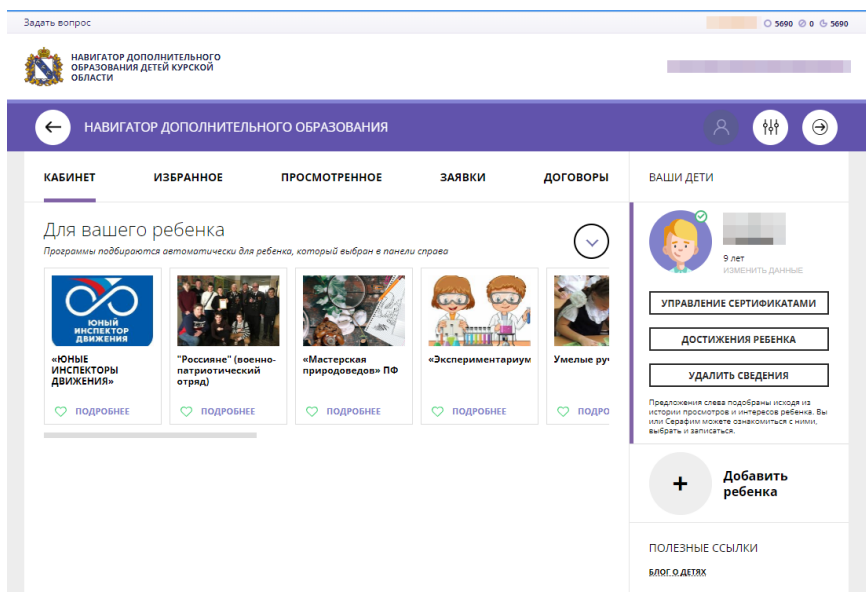 Задать вопрос
5690 0 5690
НАВИГАТОР ДОПОЛНИТЕЛЬНОГО
ОБРАЗОВАНИЯ ДЕТЕЙ КУРСКОЙ
ОБЛАСТИ
НАВИГАТОР ДОПОЛНИТЕЛЬНОГО ОБРАЗОВАНИЯ
КАБИНЕТ ИЗБРАННОЕ ПРОСМОТРЕННОЕ ЗАЯВКИ ДОГОВОРЫ
Для вашего ребенка
Программы подбираются автоматически для ребенка, который выбран в панели справа
ЮНЫЙ
ИНСПЕКТОР
ДВИЖЕНИЯ
«ЮНЫЕ
ИНСПЕКТОРЫ
ДВИЖЕНИЯ»
ПОДРОБНЕЕ
"Россияне" (военно-
патриотический
отряд)
ПОДРОБНЕЕ
«Мастерская
природоведов» ПФ
ПОДРОБНЕЕ
«Экспериментариум
ПОДРОБНЕЕ
Умелые ру
ПОДРО
ВАШИ ДЕТИ
9 лет
ИЗМЕНИТЬ ДАННЫЕ
УПРАВЛЕНИЕ СЕРТИФИКАТАМИ
ДОСТИЖЕНИЯ РЕБЕНКА
УДАЛИТЬ СВЕДЕНИЯ
Предложения слева подобраны исходя из
истории просмотров и интересов ребенка. Вы
или Серафим можете ознакомиться с ними,
выбрать и записаться.
+ Добавить
ребенка
ПОЛЕЗНЫЕ ССЫЛКИ
БЛОГ О ДЕТЯХ